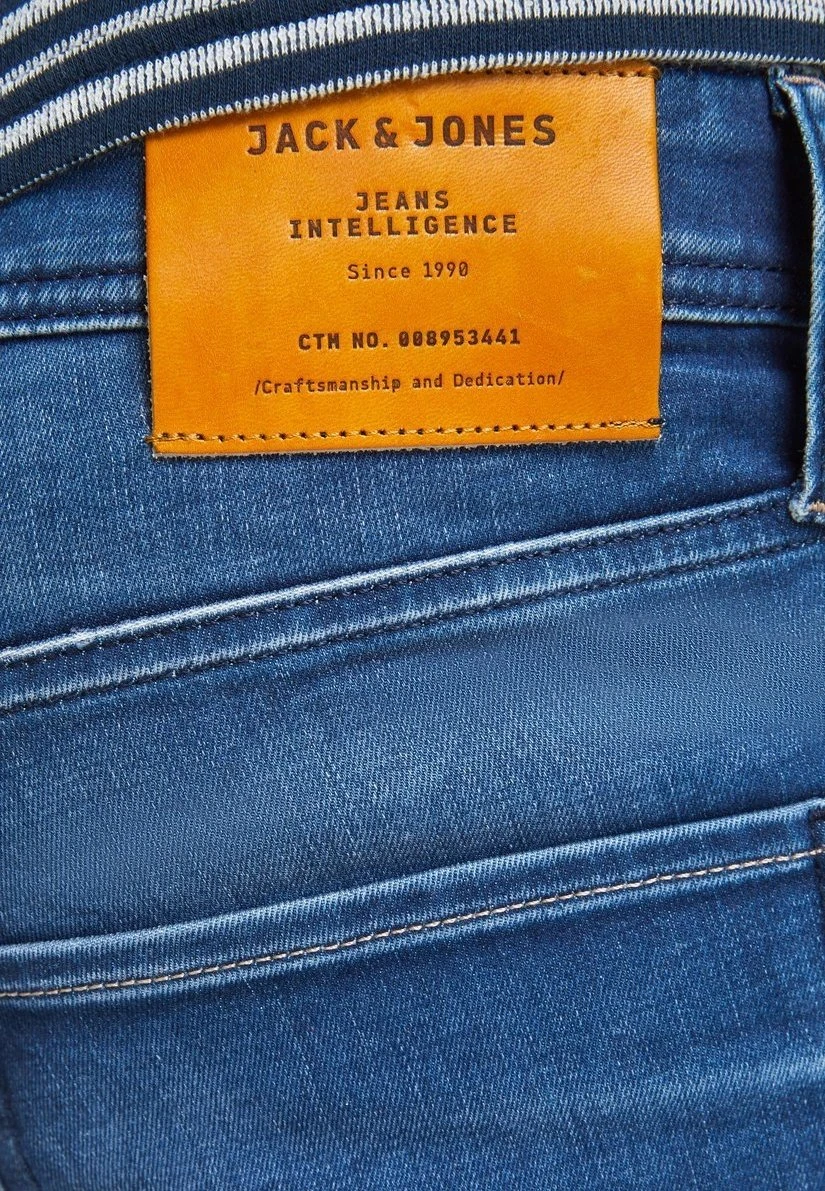 JACK & JONES
JEANS
INTELLIGENCE
Since 1990
CTM NO. 008953441
/Craftsmanship and Dedication/